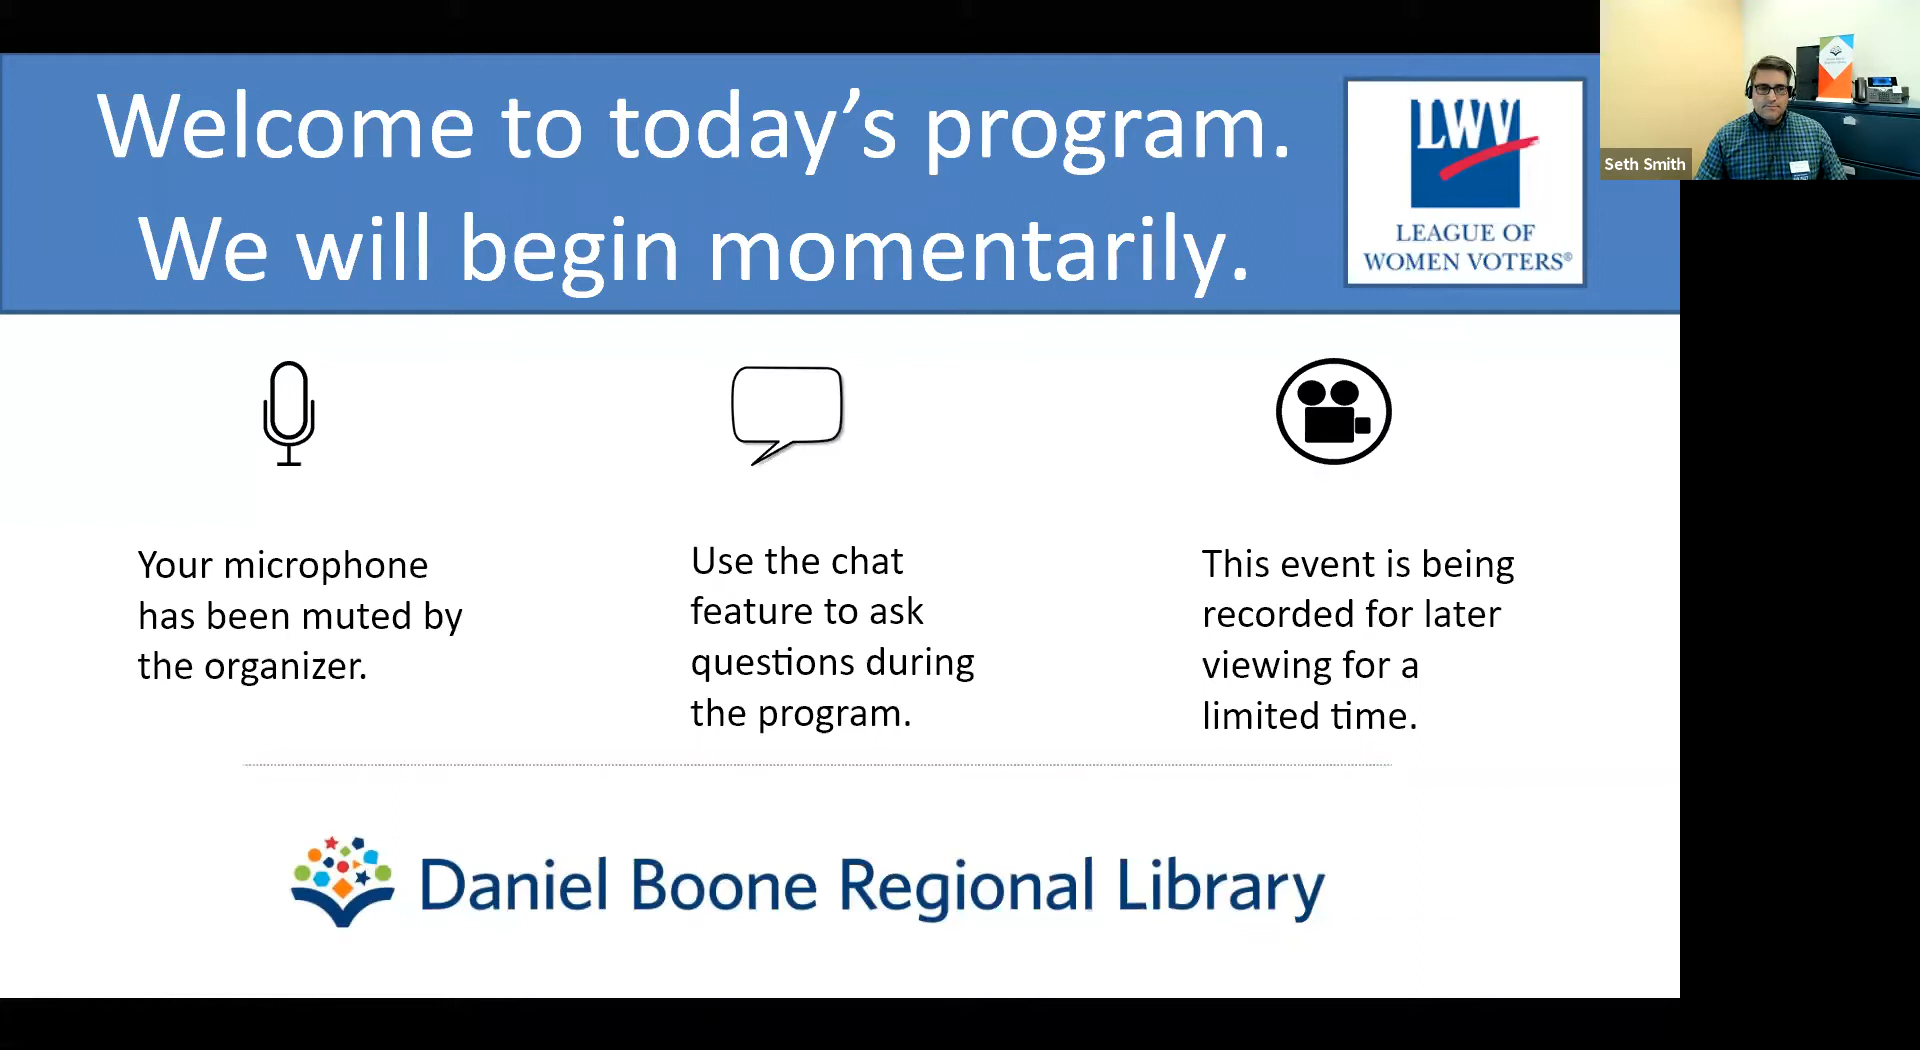 Welcome to today’s program.
We will begin momentarily.
LWV
LEAGUE OF
WOMEN VOTERS®
Seth Smith
Your microphone
has been muted by
the organizer.
Use the chat
feature to ask
questions during
the program.
This event is being
recorded for later
viewing for a
limited time.
Daniel Boone Regional Library